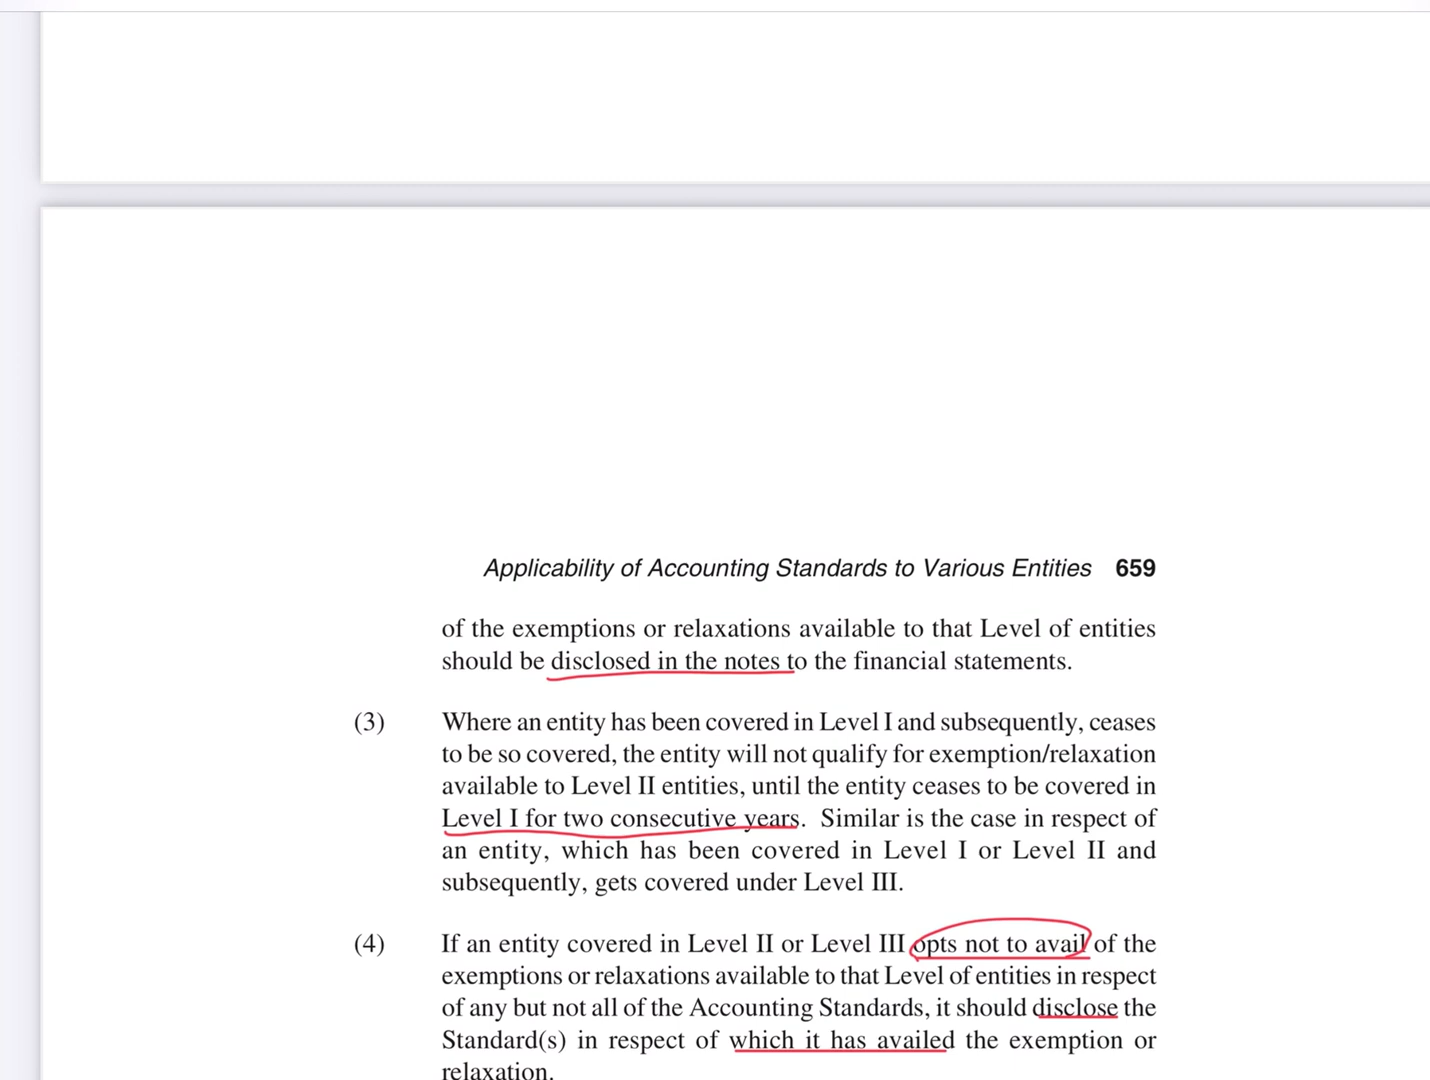 Applicability of Accounting Standards to Various Entities 659
of the exemptions or relaxations available to that Level of entities
should be disclosed in the notes to the financial statements.
(3) Where an entity has been covered in Level I and subsequently, ceases
to be so covered, the entity will not qualify for exemption/relaxation
available to Level II entities, until the entity ceases to be covered in
Level I for two consecutive years. Similar is the case in respect of
an entity, which has been covered in Level I or Level II and
subsequently, gets covered under Level III.
(4) If an entity covered in Level II or Level III opts not to avail of the
exemptions or relaxations available to that Level of entities in respect
of any but not all of the Accounting Standards, it should disclose the
Standard(s) in respect of which it has availed the exemption or
relaxation.